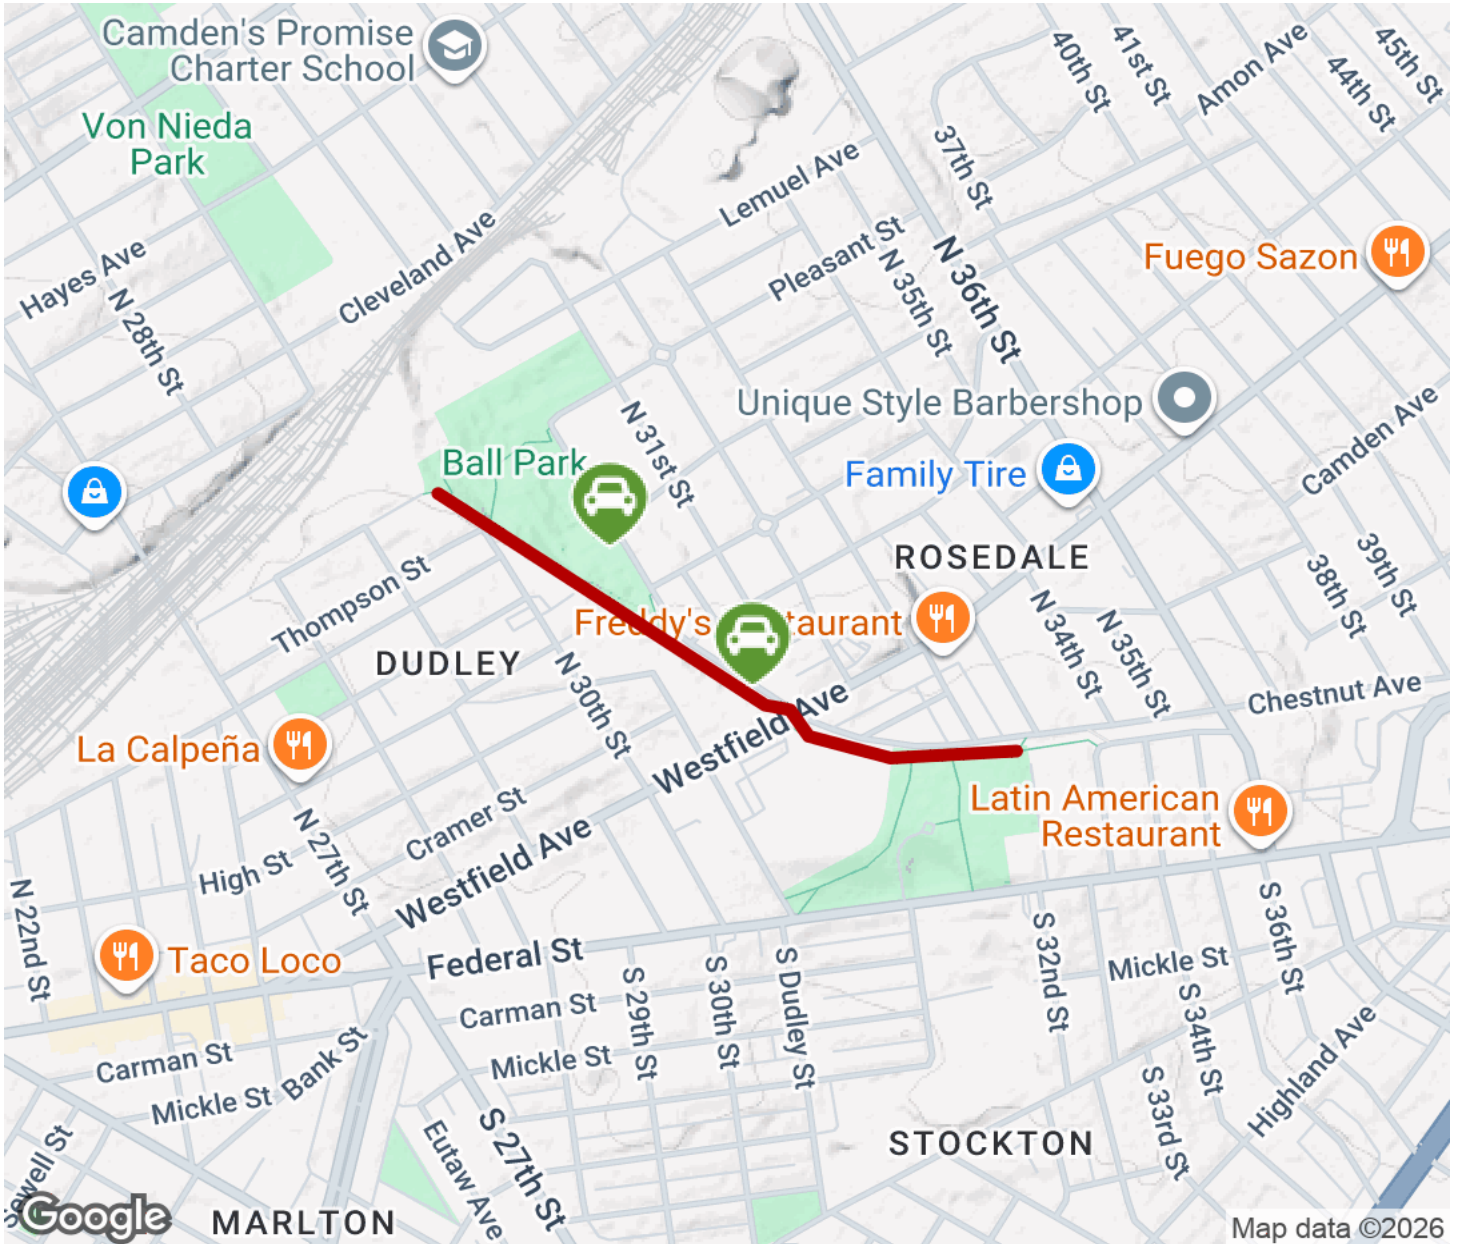 Camden's Promise
Charter School
40th St
41st St
Amon Ave
45th St
44th St
Von Nieda
Park
37th St
Lemuel Ave
Pleasant St
N 35th St
N 36th St
Fuego Sazon
Hayes Ave
N 28th St
Cleveland Ave
Unique Style Barbershop
N 31st St
Camden Ave
Ball Park
Family Tire
ROSEDALE
39th St
38th St
Thompson St
Freddy's
taurant
N 34th St
N 35th St
DUDLEY
N 30th St
Chestnut Ave
La Calpeña
Westfield Ave
Latin American
Restaurant
Cramer St
N 27th St
High St
Westfield Ave
N 22nd St
Taco Loco
Federal St
S 29th St
S 30th St
S Dudley St
S 32nd St
Mickle St
S 36th St
Carman St
S 34th St
Carman St
Bank St
Mickle St
Mickle St
S 33rd St
Highland Ave
S 27th St
Eutaw Ave
STOCKTON
Sewell St
Google
MARLTON
Map data ©2026